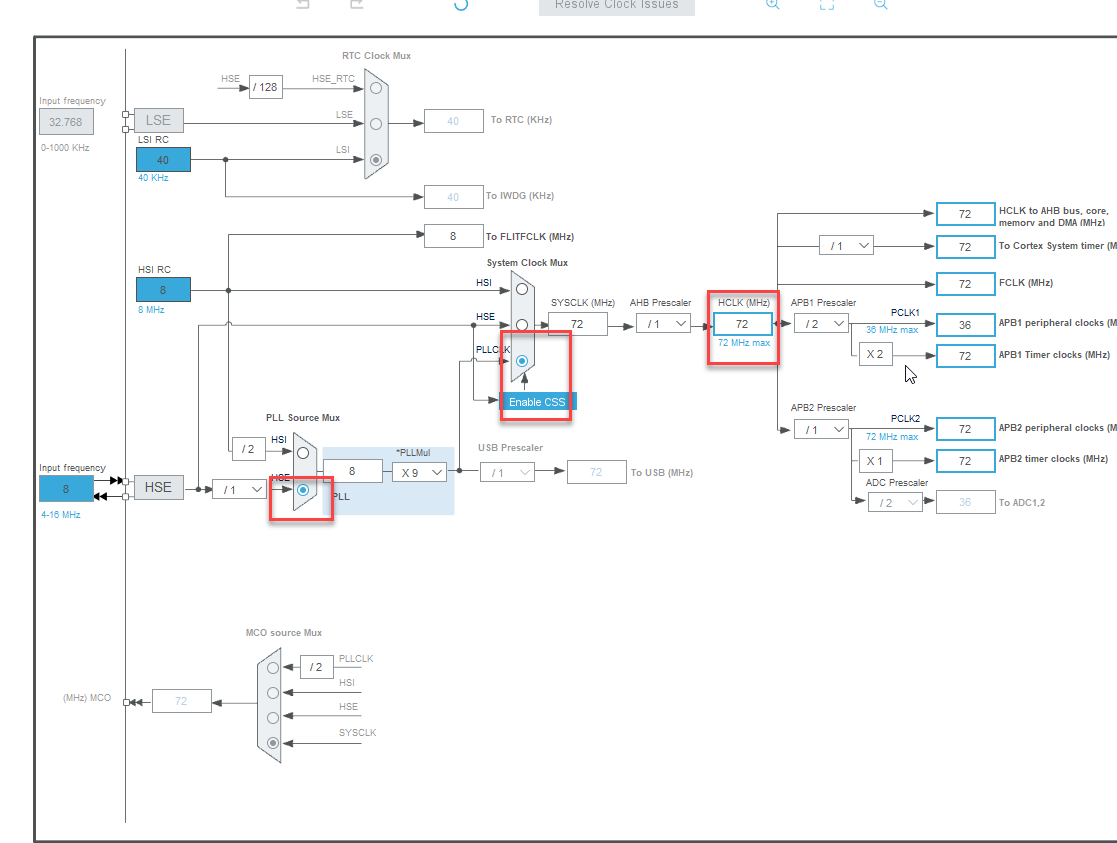 Resolve Clock Issues
RTC Clock Mux
HSE
/ 128
HSE_RTC
Input frequency
32.768
0-1000 KHz
LSE
LSE
40
To RTC (KHz)
LSI RC
40
40 KHz
LSI
40
To IWDG (KHz)
8
To FLITFCLK (MHz)
HSI RC
8
8 MHz
System Clock Mux
HSI
HSE
PLLCLK
Enable CSS
SYSCLK (MHz)
72
AHB Prescaler
/ 1
HCLK (MHz)
72
72 MHz max
72
HCLK to AHB bus, core,
memory and DMA (MHz)
/ 1
72
To Cortex System timer (M
72
FCLK (MHz)
APB1 Prescaler
/ 2
PCLK1
36 MHz max
36
APB1 peripheral clocks (M
X 2
72
APB1 Timer clocks (MHz)
APB2 Prescaler
/ 1
PCLK2
72 MHz max
72
APB2 peripheral clocks (M
X 1
72
APB2 timer clocks (MHz)
ADC Prescaler
/ 2
36
To ADC1,2
PLL Source Mux
/ 2
HSI
HSE
Input frequency
8
4-16 MHz
HSE
/ 1
8
*PLLMul
X 9
PLL
USB Prescaler
/ 1
72
To USB (MHz)
MCO source Mux
/ 2
PLLCLK
HSI
HSE
SYSCLK
(MHz) MCO
72